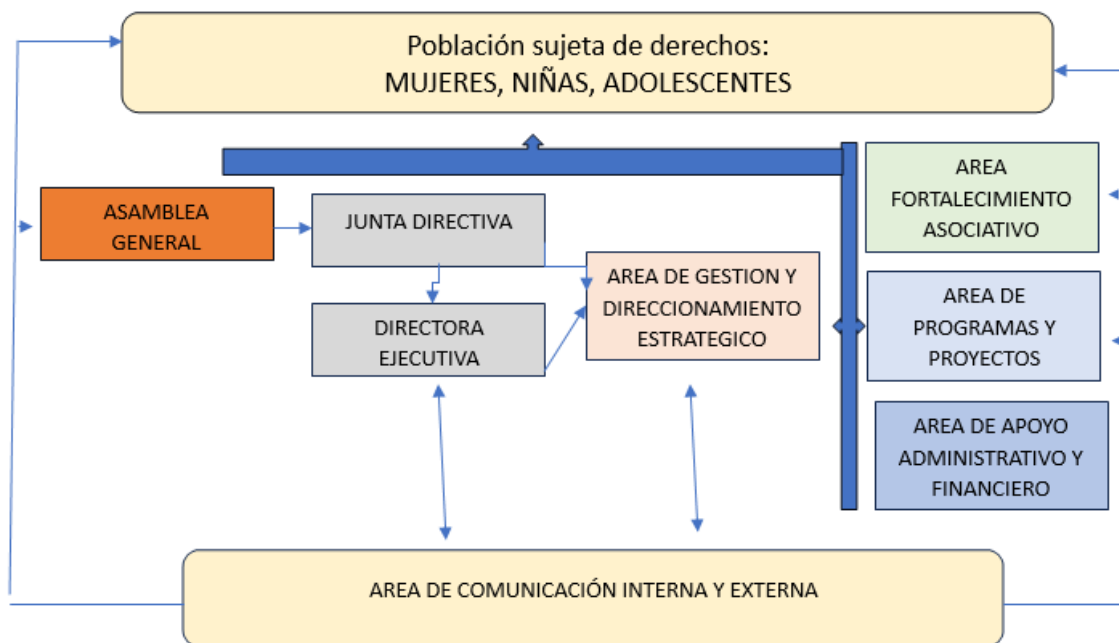 Población sujeta de derechos:
MUJERES, NIÑAS, ADOLESCENTES
ASAMBLEA
GENERAL
JUNTA DIRECTIVA
DIRECTORA
EJECUTIVA
AREA DE GESTION Y
DIRECCIONAMIENTO
ESTRATEGICO
AREA
FORTALECIMIENTO
ASOCIATIVO
AREA DE
PROGRAMAS Y
PROYECTOS
AREA DE APOYO
ADMINISTRATIVO Y
FINANCIERO
AREA DE COMUNICACIÓN INTERNA Y EXTERNA